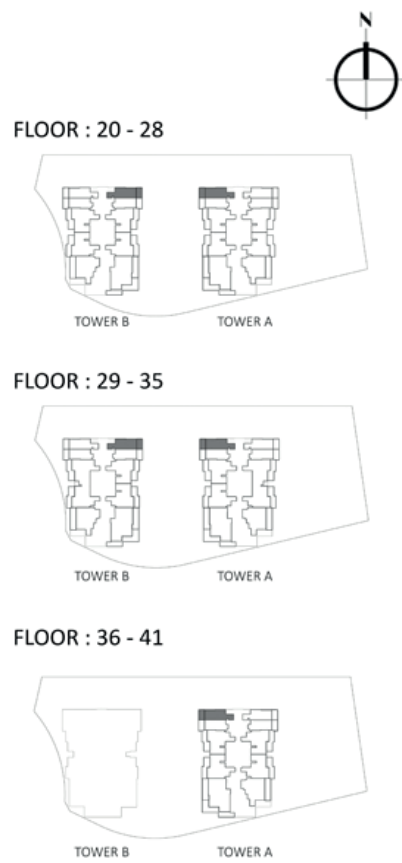 N
FLOOR : 20 - 28
TOWER B TOWER A
FLOOR : 29 - 35
TOWER B TOWER A
FLOOR : 36 - 41
TOWER B TOWER A